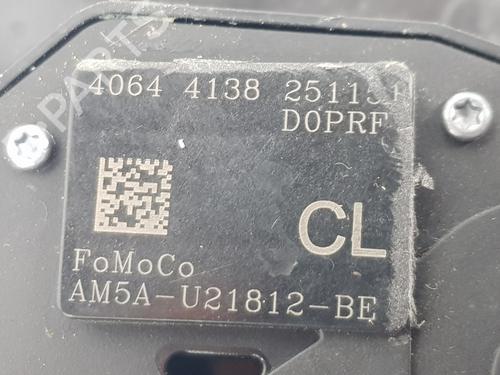 4064 4138
D0PRF
CL
FoMoCo
AM5A-U21812-BE